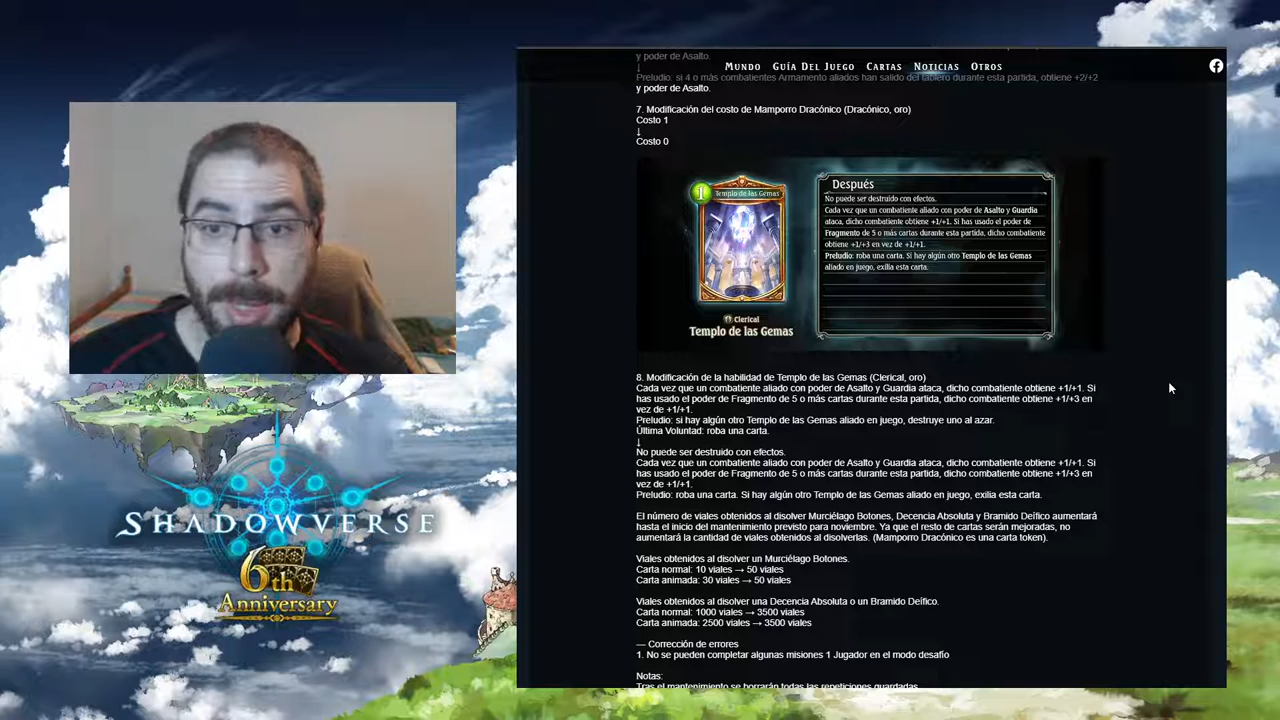 y poder de Asalto.
↓
MUNDO GUÍA DEL JUEGO CARTAS NOTICIAS OTROS
Preludio: si 4 o más combatientes Armamento aliados han salido del tablero durante esta partida, obtiene +2/+2
y poder de Asalto.
7. Modificación del costo de Mamporro Dracónico (Dracónico, oro)
Costo 1
↓
Costo 0
1
Templo de las Gemas
Clerical
Templo de las Gemas
Después
No puede ser destruido con efectos.
Cada vez que un combatiente aliado con poder de Asalto y Guardia
ataca, dicho combatiente obtiene +1/+1. Si has usado el poder de
Fragmento de 5 o más cartas durante esta partida, dicho combatiente
obtiene +1/+3 en vez de +1/+1.
Preludio: roba una carta. Si hay algún otro Templo de las Gemas
aliado en juego, exilia esta carta.
8. Modificación de la habilidad de Templo de las Gemas (Clerical, oro)
Cada vez que un combatiente aliado con poder de Asalto y Guardia ataca, dicho combatiente obtiene +1/+1. Si
has usado el poder de Fragmento de 5 o más cartas durante esta partida, dicho combatiente obtiene +1/+3 en
vez de +1/+1.
Preludio: si hay algún otro Templo de las Gemas aliado en juego, destruye uno al azar.
Última Voluntad: roba una carta.
↓
No puede ser destruido con efectos.
Cada vez que un combatiente aliado con poder de Asalto y Guardia ataca, dicho combatiente obtiene +1/+1. Si
has usado el poder de Fragmento de 5 o más cartas durante esta partida, dicho combatiente obtiene +1/+3 en
vez de +1/+1.
Preludio: roba una carta. Si hay algún otro Templo de las Gemas aliado en juego, exilia esta carta.
El número de viales obtenidos al disolver Murciélago Botones, Decencia Absoluta y Bramido Deífico aumentará
hasta el inicio del mantenimiento previsto para noviembre. Ya que el resto de cartas serán mejoradas, no
aumentará la cantidad de viales obtenidos al disolverlas. (Mamporro Dracónico es una carta token).
Viales obtenidos al disolver un Murciélago Botones.
Carta normal: 10 viales → 50 viales
Carta animada: 30 viales → 50 viales
Viales obtenidos al disolver una Decencia Absoluta o un Bramido Deífico.
Carta normal: 1000 viales → 3500 viales
Carta animada: 2500 viales → 3500 viales
— Corrección de errores
1. No se pueden completar algunas misiones 1 Jugador en el modo desafío
Notas:
Tras el mantenimiento se borrarán todas las repeticiones guardadas.
SHADOWVERSE
6th
Anniversary